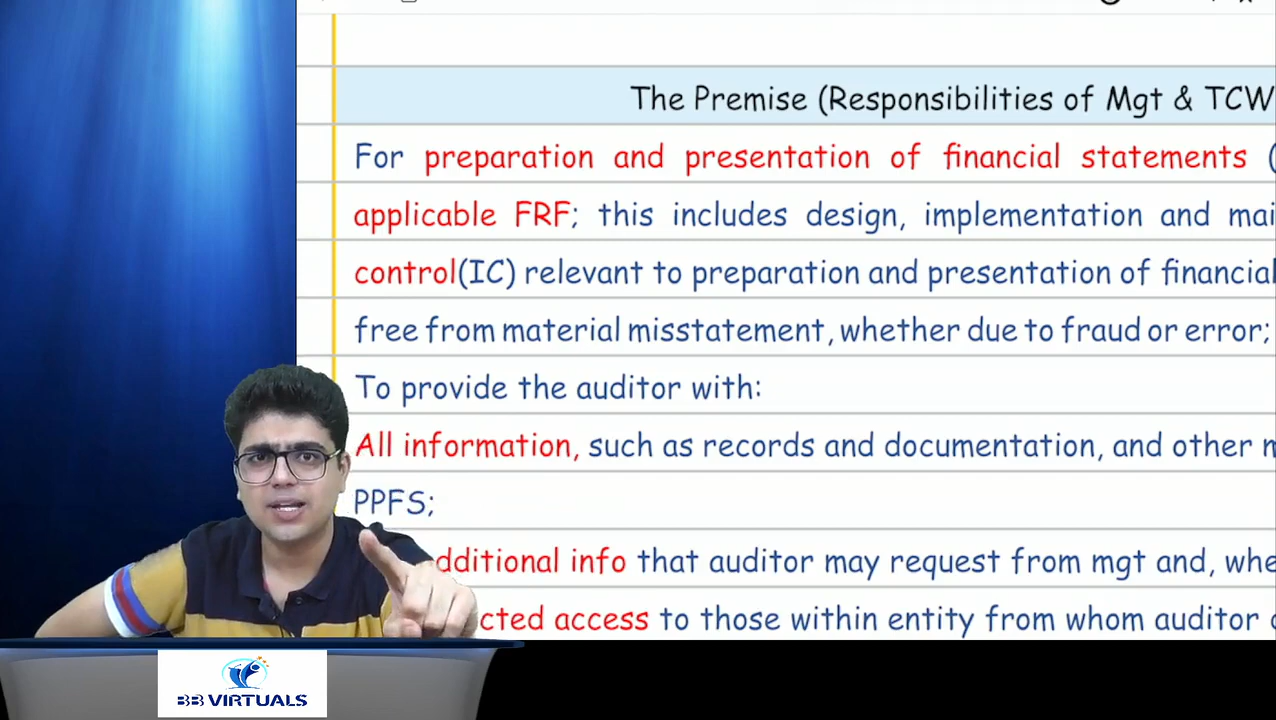 The Premise (Responsibilities of Mgt & TCW
For preparation and presentation of financial statements (
applicable FRF; this includes design, implementation and mai
control(IC) relevant to preparation and presentation of financial
free from material misstatement, whether due to fraud or error;
To provide the auditor with:
All information, such as records and documentation, and other m
PPFS;
dditional info that auditor may request from mgt and, whe
cted access to those within entity from whom auditor
BB VIRTUALS